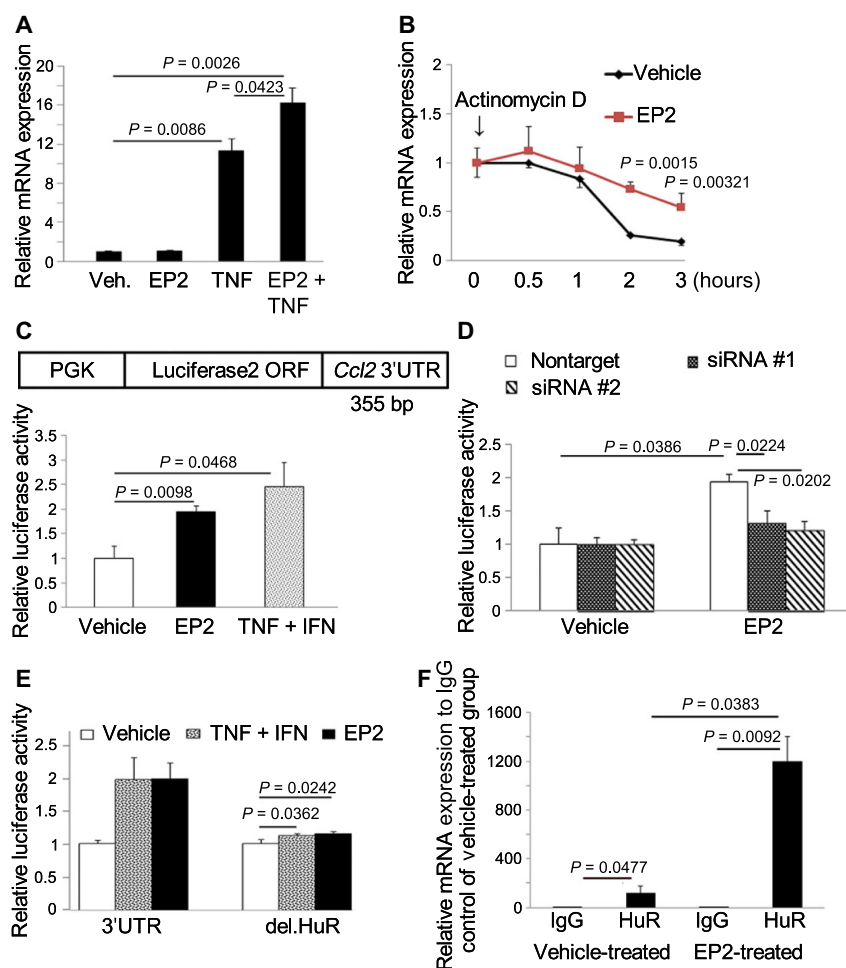 A
Relative mRNA expression
20
16
12
8
4
0
P = 0.0026
P = 0.0423
P = 0.0086
Veh.
EP2
TNF
EP2 +
TNF
B
Relative mRNA expression
2
1.5
1
0.5
0
Actinomycin D
↓
Vehicle
EP2
P = 0.0015
P = 0.00321
0 0.5 1 2 3 (hours)
C
PGK
Luciferase2 ORF
Ccl2 3'UTR
355 bp
Relative luciferase activity
3.5
3
2.5
2
1.5
1
0.5
0
P = 0.0468
P = 0.0098
Vehicle
EP2
TNF + IFN
D
Nontarget
siRNA #1
siRNA #2
Relative luciferase activity
2.5
2
1.5
1
0.5
0
P = 0.0386
P = 0.0224
P = 0.0202
Vehicle
EP2
E
Vehicle
TNF + IFN
EP2
Relative luciferase activity
2.5
2
1.5
1
0.5
0
P = 0.0242
P = 0.0362
3'UTR
del.HuR
F
Relative mRNA expression to IgG
control of vehicle-treated group
1600
1200
800
400
0
P = 0.0383
P = 0.0092
P = 0.0477
IgG
HuR
IgG
HuR
Vehicle-treated
EP2-treated